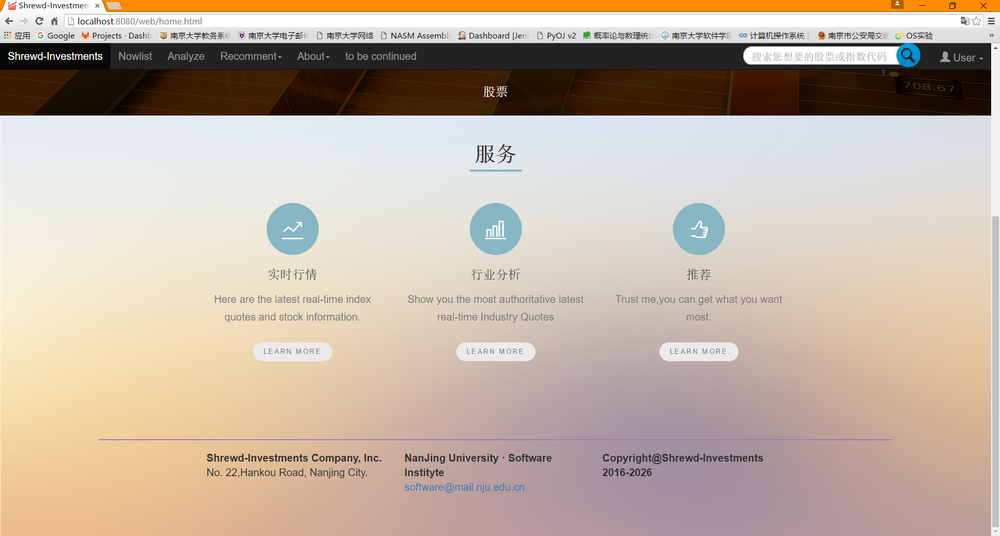 Shrewd-Investmen
localhost:8080/web/home.html
应用 Google Projects · Dashb 南京大学教务系统 南京大学电子邮件 南京大学网络 NASM Assembly Dashboard [Jen PyOJ v2 概率论与数理统计 南京大学软件学院 计算机操作系统 | 南京市公安局交通 OS实验 »
Shrewd-Investments Nowlist Analyze Recomment About to be continued 搜索您想要的股票或指数代码 User
708.67
股票
服务
实时行情 行业分析 推荐
Here are the latest real-time index
quotes and stock information.
Show you the most authoritative latest
real-time Industry Quotes
Trust me,you can get what you want
most.
LEARN MORE LEARN MORE LEARN MORE
Shrewd-Investments Company, Inc.
No. 22,Hankou Road, Nanjing City.
NanJing University · Software
Instityte
software@mail.nju.edu.cn
Copyright@Shrewd-Investments
2016-2026